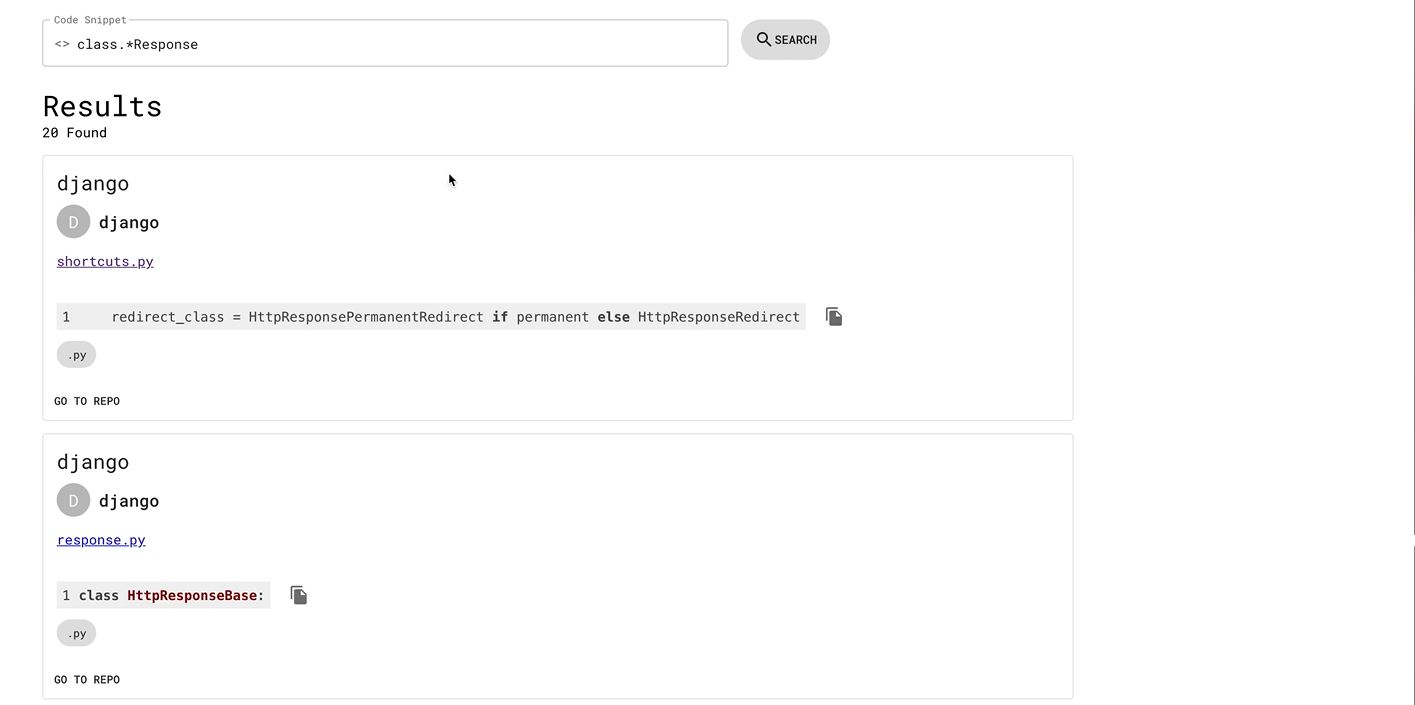 Code Snippet
<> class.*Response
SEARCH
Results
20 Found
django
D django
shortcuts.py
1 redirect_class = HttpResponsePermanentRedirect if permanent else HttpResponseRedirect
.py
GO TO REPO
django
D django
response.py
1 class HttpResponseBase:
.py
GO TO REPO